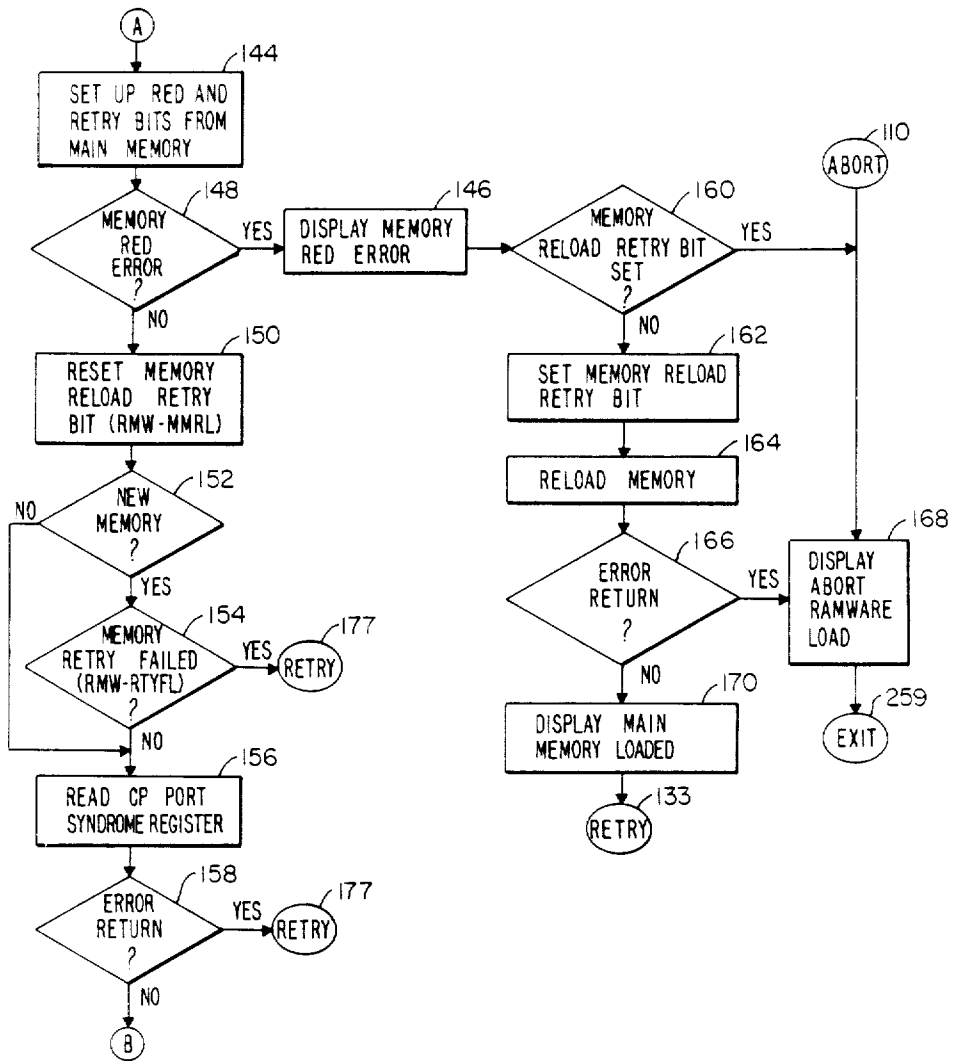 A
144
SET UP RED AND
RETRY BITS FROM
MAIN MEMORY
148
MEMORY
RED
ERROR
?
YES
NO
146
DISPLAY MEMORY
RED ERROR
160
MEMORY
RELOAD RETRY BIT
SET
?
YES
NO
110
ABORT
150
RESET MEMORY
RELOAD RETRY
BIT (RMW-MMRL)
162
SET MEMORY RELOAD
RETRY BIT
164
RELOAD MEMORY
152
NEW
MEMORY
?
NO
YES
166
ERROR
RETURN
?
YES
NO
168
DISPLAY
ABORT
RAMWARE
LOAD
154
MEMORY
RETRY FAILED
(RMW-RTYFL)
?
YES
NO
177
RETRY
170
DISPLAY MAIN
MEMORY LOADED
259
EXIT
156
READ CP PORT
SYNDROME REGISTER
133
RETRY
158
ERROR
RETURN
?
YES
NO
177
RETRY
B